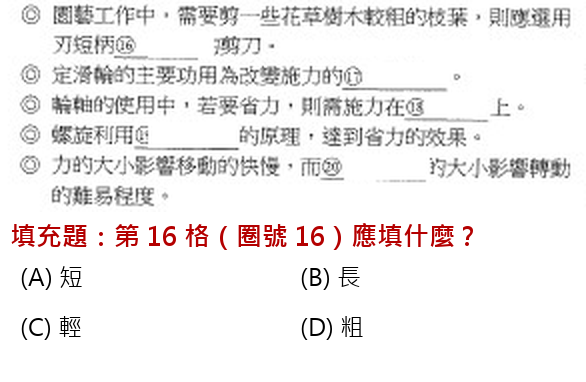 ◎ 園藝工作中，需要剪一些花草樹木較粗的枝葉，則應選用
刃短柄⑯＿＿＿＿的剪刀。
◎ 定滑輪的主要功用為改變施力的⑰＿＿＿＿。
◎ 輪軸的使用中，若要省力，則需施力在⑱＿＿＿＿上。
◎ 螺旋利用⑲＿＿＿＿的原理，達到省力的效果。
◎ 力的大小影響移動的快慢，而⑳＿＿＿＿的大小影響轉動
的難易程度。
填充題：第 16 格（圈號 16）應填什麼？
(A) 短
(B) 長
(C) 輕
(D) 粗